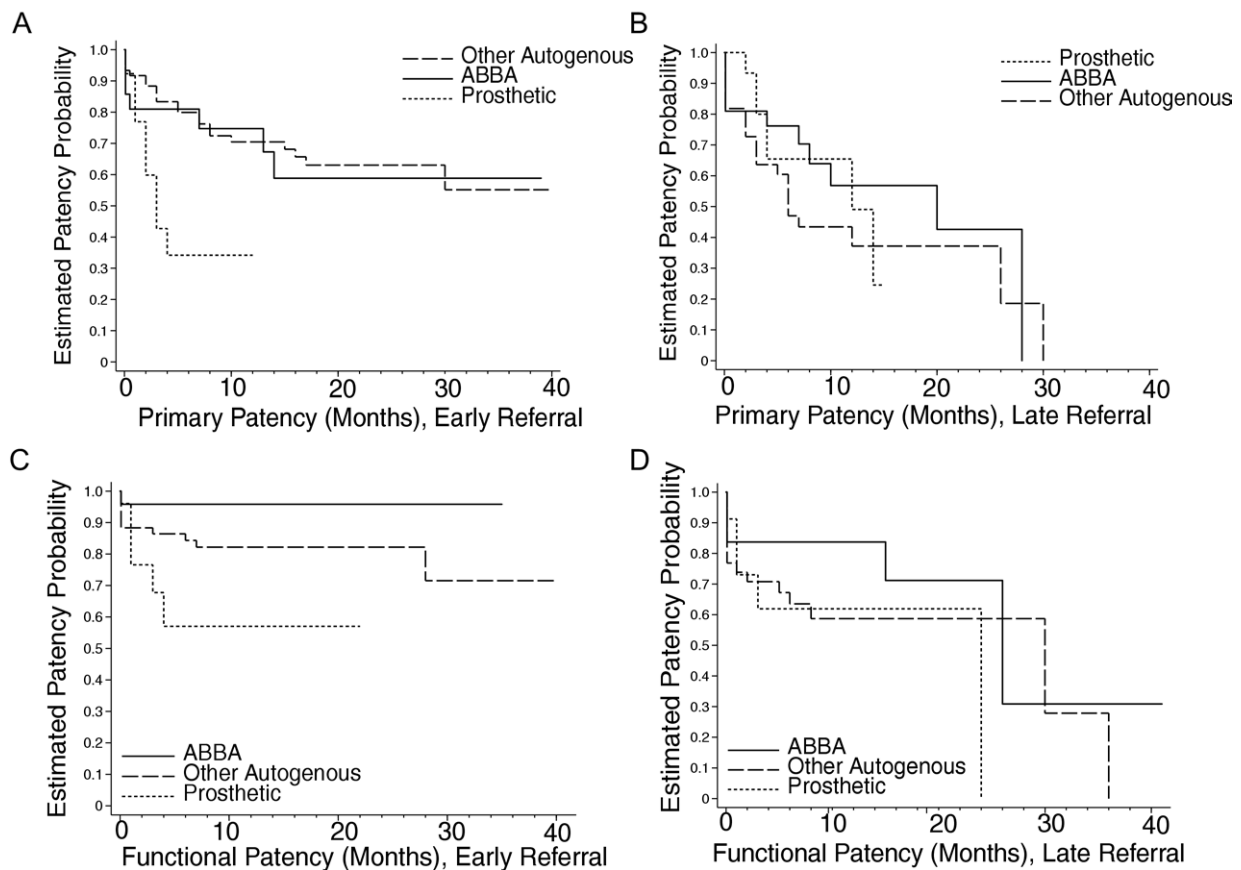 A
Estimated Patency Probability
1.0
0.9
0.8
0.7
0.6
0.5
0.4
0.3
0.2
0.1
0
Other Autogenous
ABBA
Prosthetic
0 10 20 30 40
Primary Patency (Months), Early Referral
B
Estimated Patency Probability
1.0
0.9
0.8
0.7
0.6
0.5
0.4
0.3
0.2
0.1
0
Prosthetic
ABBA
Other Autogenous
0 10 20 30 40
Primary Patency (Months), Late Referral
C
Estimated Patency Probability
1.0
0.9
0.8
0.7
0.6
0.5
0.4
0.3
0.2
0.1
0
ABBA
Other Autogenous
Prosthetic
0 10 20 30 40
Functional Patency (Months), Early Referral
D
Estimated Patency Probability
1.0
0.9
0.8
0.7
0.6
0.5
0.4
0.3
0.2
0.1
0
ABBA
Other Autogenous
Prosthetic
0 10 20 30 40
Functional Patency (Months), Late Referral